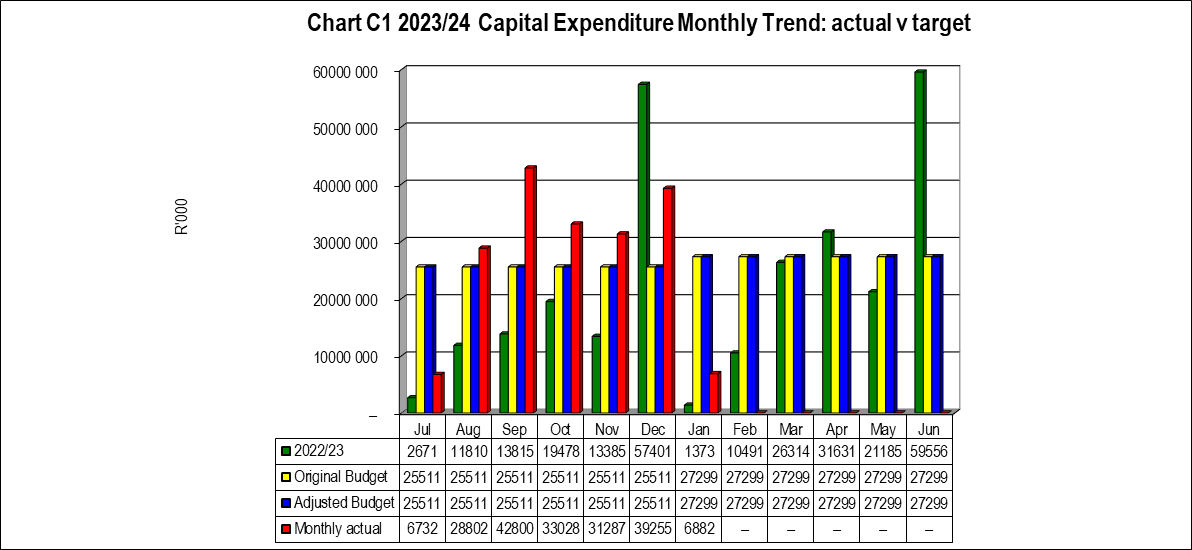 Chart C1 2023/24 Capital Expenditure Monthly Trend: actual v target
60000 000
50000 000
40000 000
30000 000
20000 000
10000 000
–
R'000
Jul Aug Sep Oct Nov Dec Jan Feb Mar Apr May Jun
2022/23 2671 11810 13815 19478 13385 57401 1373 10491 26314 31631 21185 59556
Original Budget 25511 25511 25511 25511 25511 25511 27299 27299 27299 27299 27299 27299
Adjusted Budget 25511 25511 25511 25511 25511 25511 27299 27299 27299 27299 27299 27299
Monthly actual 6732 28802 42800 33028 31287 39255 6882 – – – – –